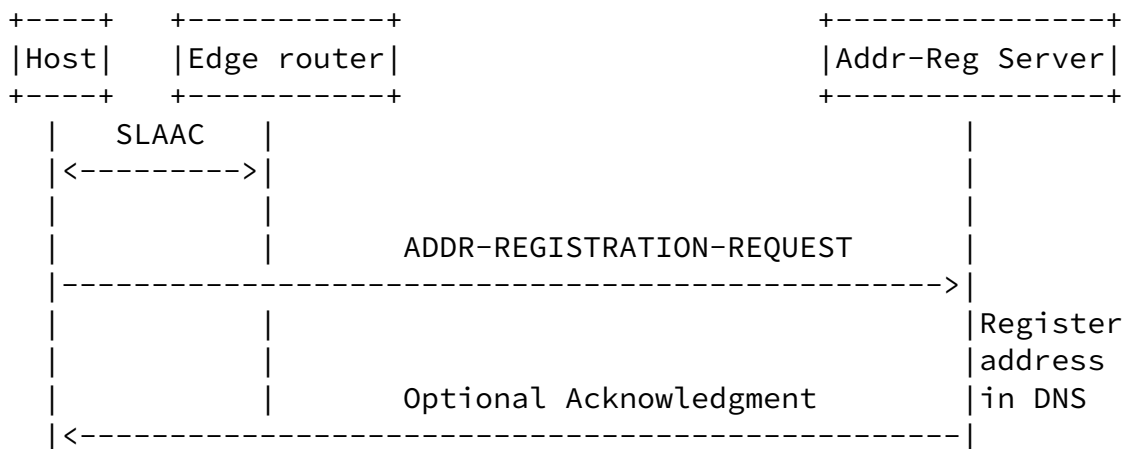 +----+   +-----------+                            +---------------+
|Host|   |Edge router|                            |Addr-Reg Server|
+----+   +-----------+                            +---------------+
  |   SLAAC   |                                          |
  |<--------->|                                          |
  |           |                                          |
  |           |        ADDR-REGISTRATION-REQUEST         |
  |----------------------------------------------------->|
  |           |                                          |Register
  |           |                                          |address
  |           |        Optional Acknowledgment           |in DNS
  |<-----------------------------------------------------|